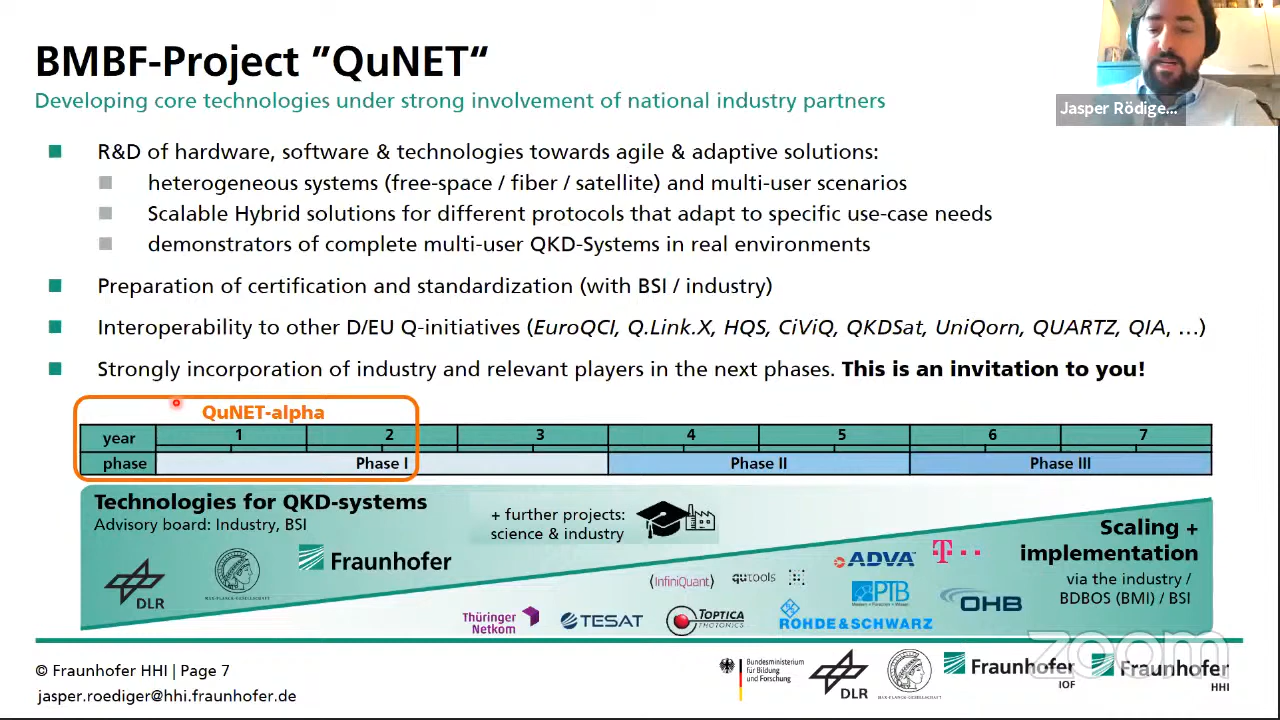 BMBF-Project ”QuNET“
Developing core technologies under strong involvement of national industry partners
Jasper Rödige...
R&D of hardware, software & technologies towards agile & adaptive solutions:
heterogeneous systems (free-space / fiber / satellite) and multi-user scenarios
Scalable Hybrid solutions for different protocols that adapt to specific use-case needs
demonstrators of complete multi-user QKD-Systems in real environments
Preparation of certification and standardization (with BSI / industry)
Interoperability to other D/EU Q-initiatives (EuroQCI, Q.Link.X, HQS, CiViQ, QKDSat, UniQorn, QUARTZ, QIA, …)
Strongly incorporation of industry and relevant players in the next phases. This is an invitation to you!
QuNET-alpha
year 1 2 3 4 5 6 7
phase Phase I Phase II Phase III
Technologies for QKD-systems
Advisory board: Industry, BSI
+ further projects:
science & industry
Scaling +
implementation
via the industry /
BDBOS (BMI) / BSI
DLR
MAX-PLANCK-GESELLSCHAFT
Fraunhofer
Thüringer
Netkom
TESAT
(InfiniQuant)
qutools
TOPTICA
PHOTONICS
ADVA
T
PTB
ROHDE & SCHWARZ
OHB
zoom
© Fraunhofer HHI | Page 7
jasper.roediger@hhi.fraunhofer.de
Bundesministerium
für Bildung
und Forschung
DLR
MAX-PLANCK-GESELLSCHAFT
Fraunhofer
IOF
Fraunhofer
HHI